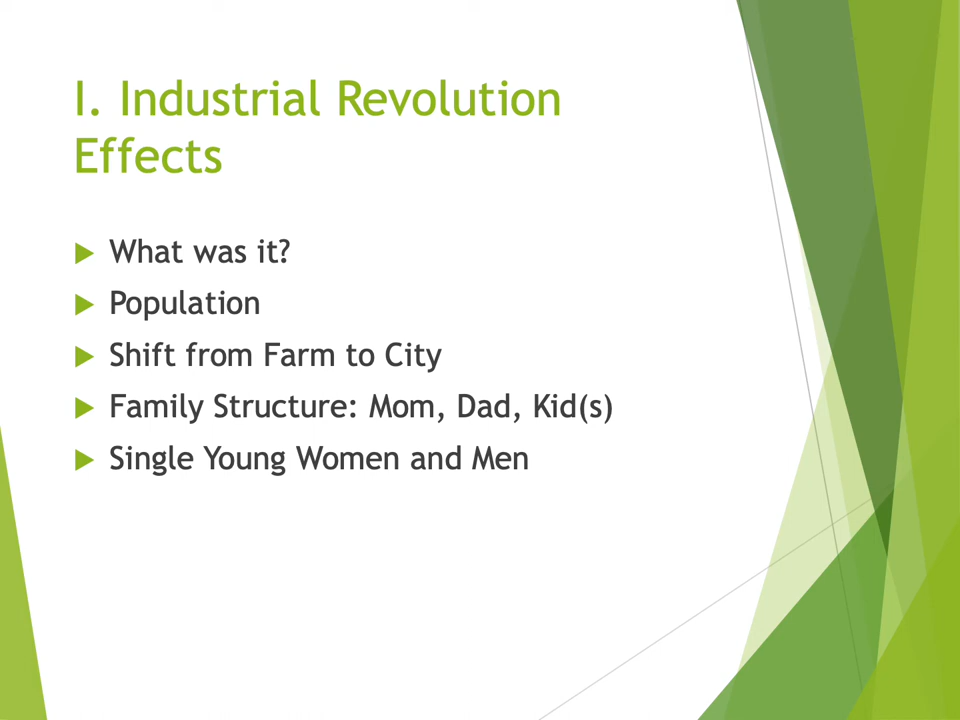 I. Industrial Revolution
Effects
What was it?
Population
Shift from Farm to City
Family Structure: Mom, Dad, Kid(s)
Single Young Women and Men